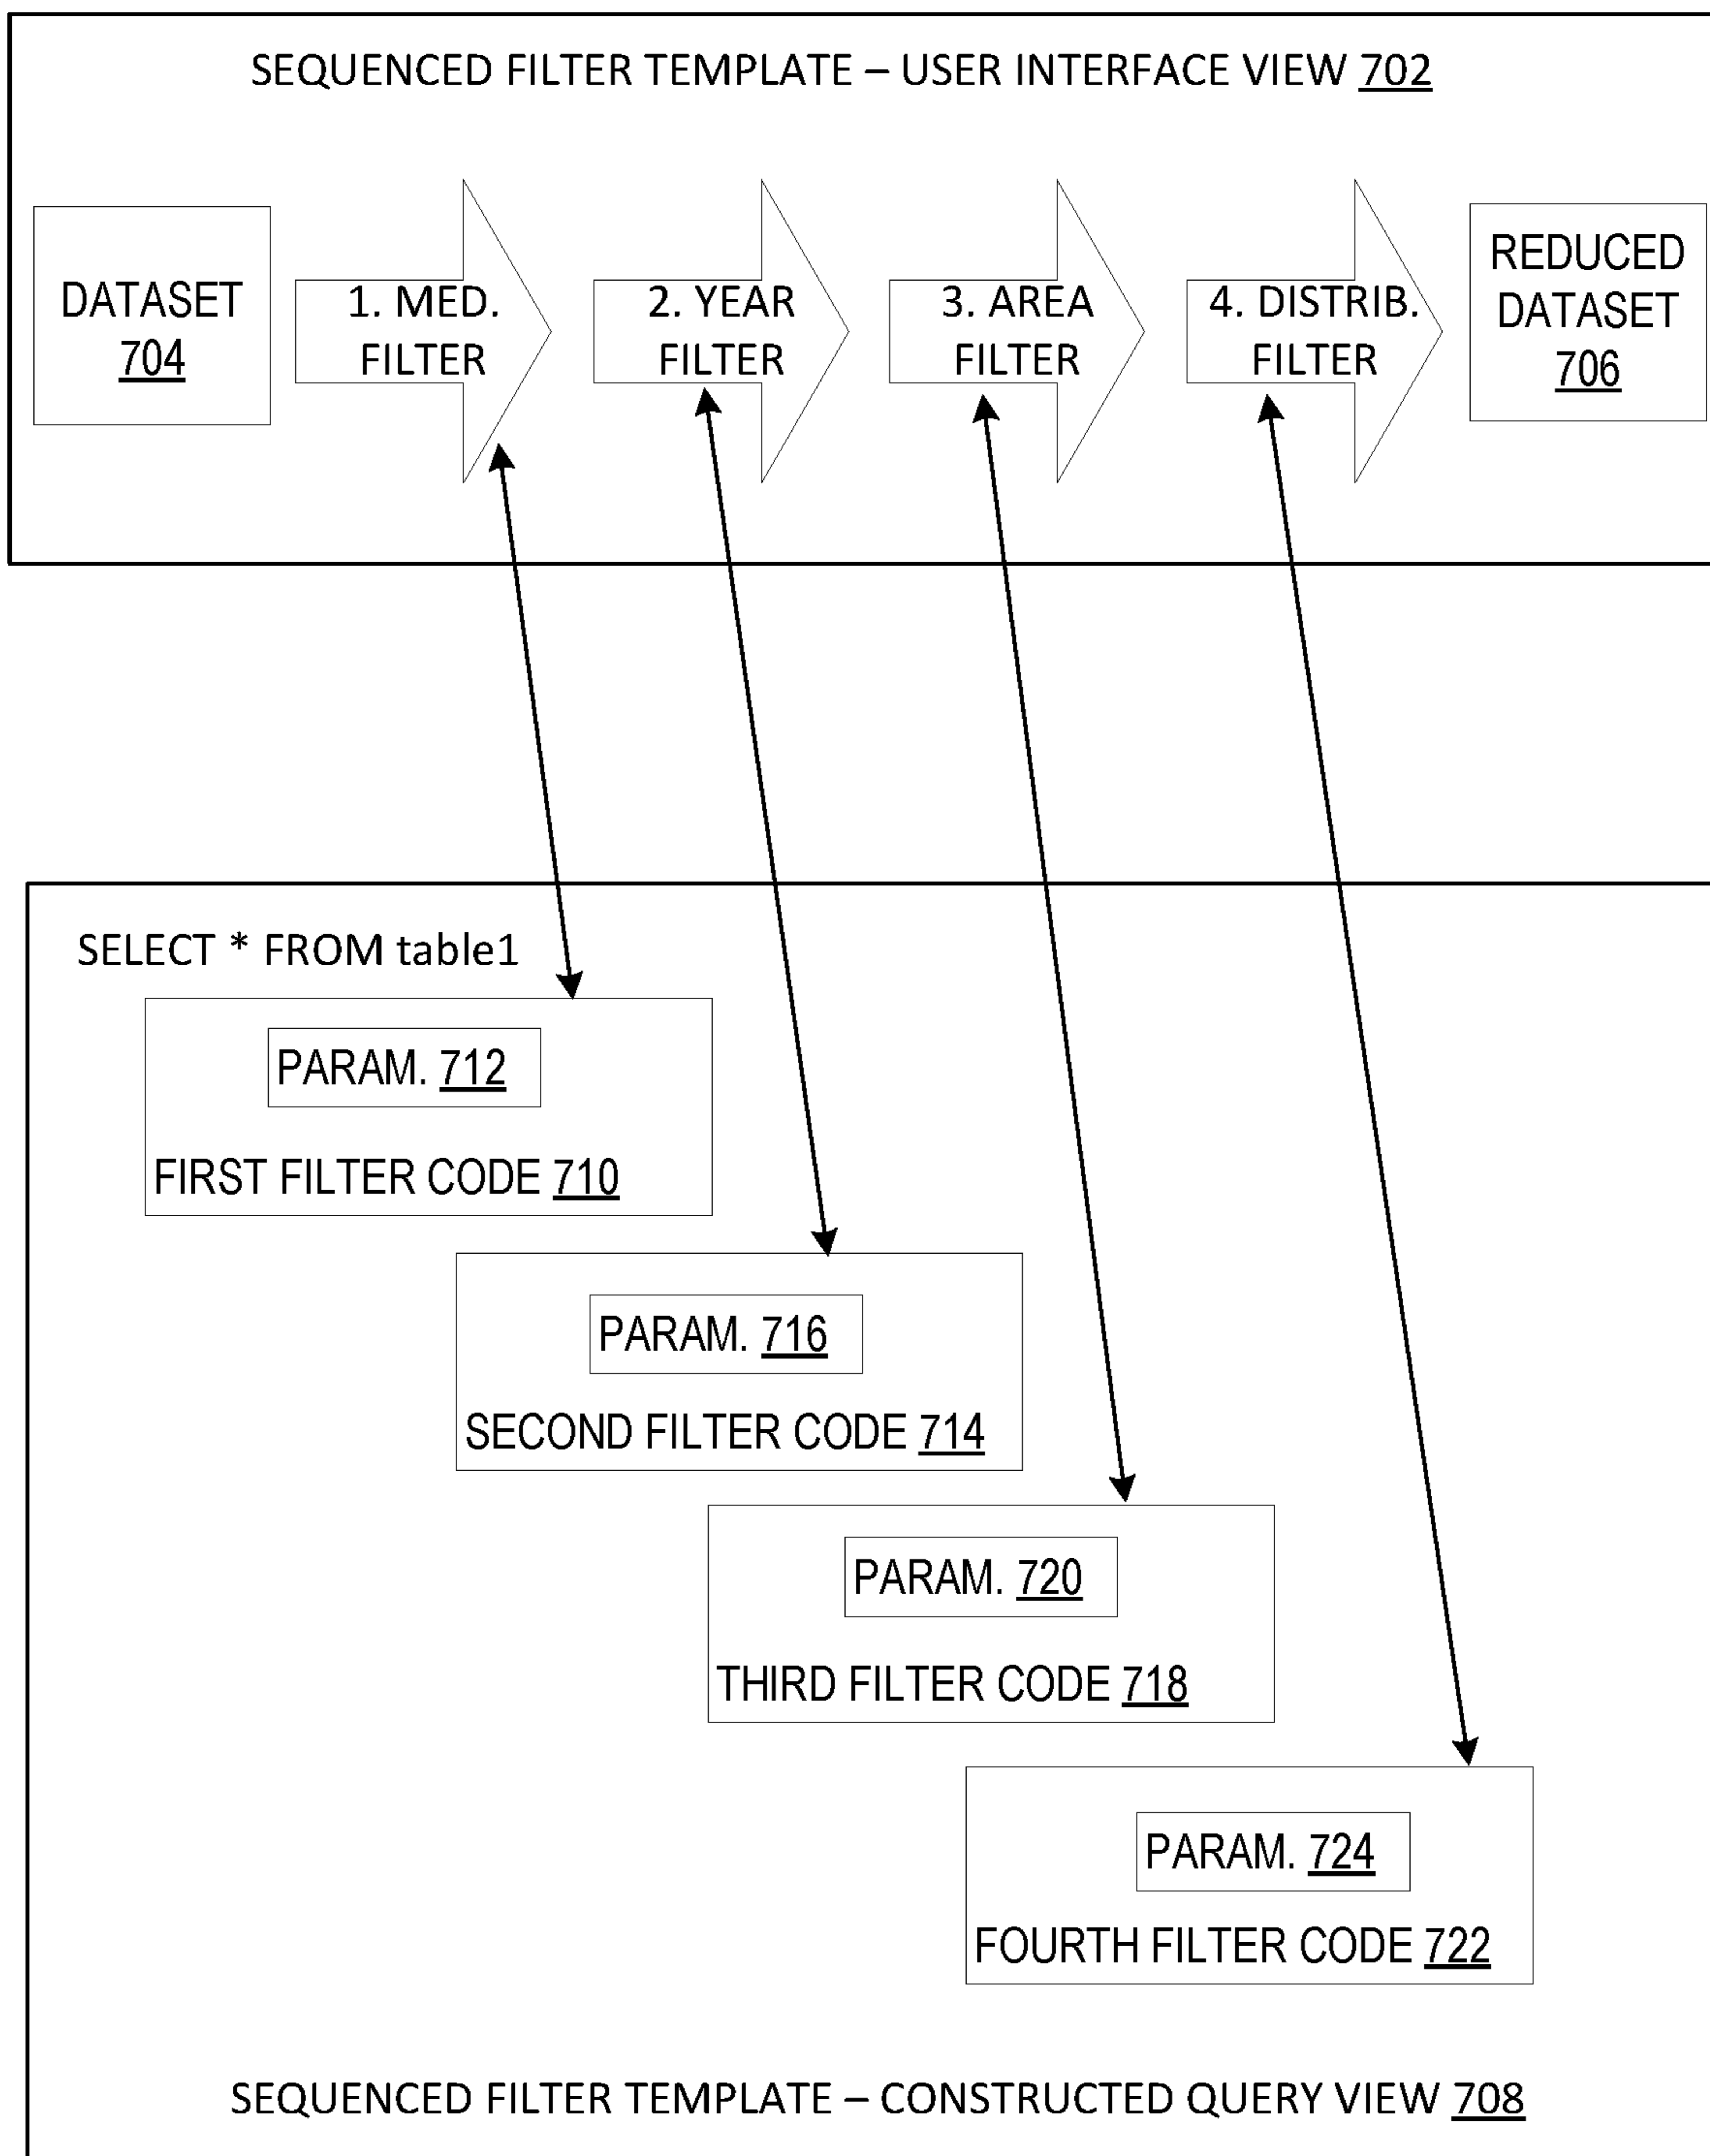 SEQUENCED FILTER TEMPLATE – USER INTERFACE VIEW 702
DATASET
704
1. MED.
FILTER
2. YEAR
FILTER
3. AREA
FILTER
4. DISTRIB.
FILTER
REDUCED
DATASET
706
SELECT * FROM table1
PARAM. 712
FIRST FILTER CODE 710
PARAM. 716
SECOND FILTER CODE 714
PARAM. 720
THIRD FILTER CODE 718
PARAM. 724
FOURTH FILTER CODE 722
SEQUENCED FILTER TEMPLATE – CONSTRUCTED QUERY VIEW 708